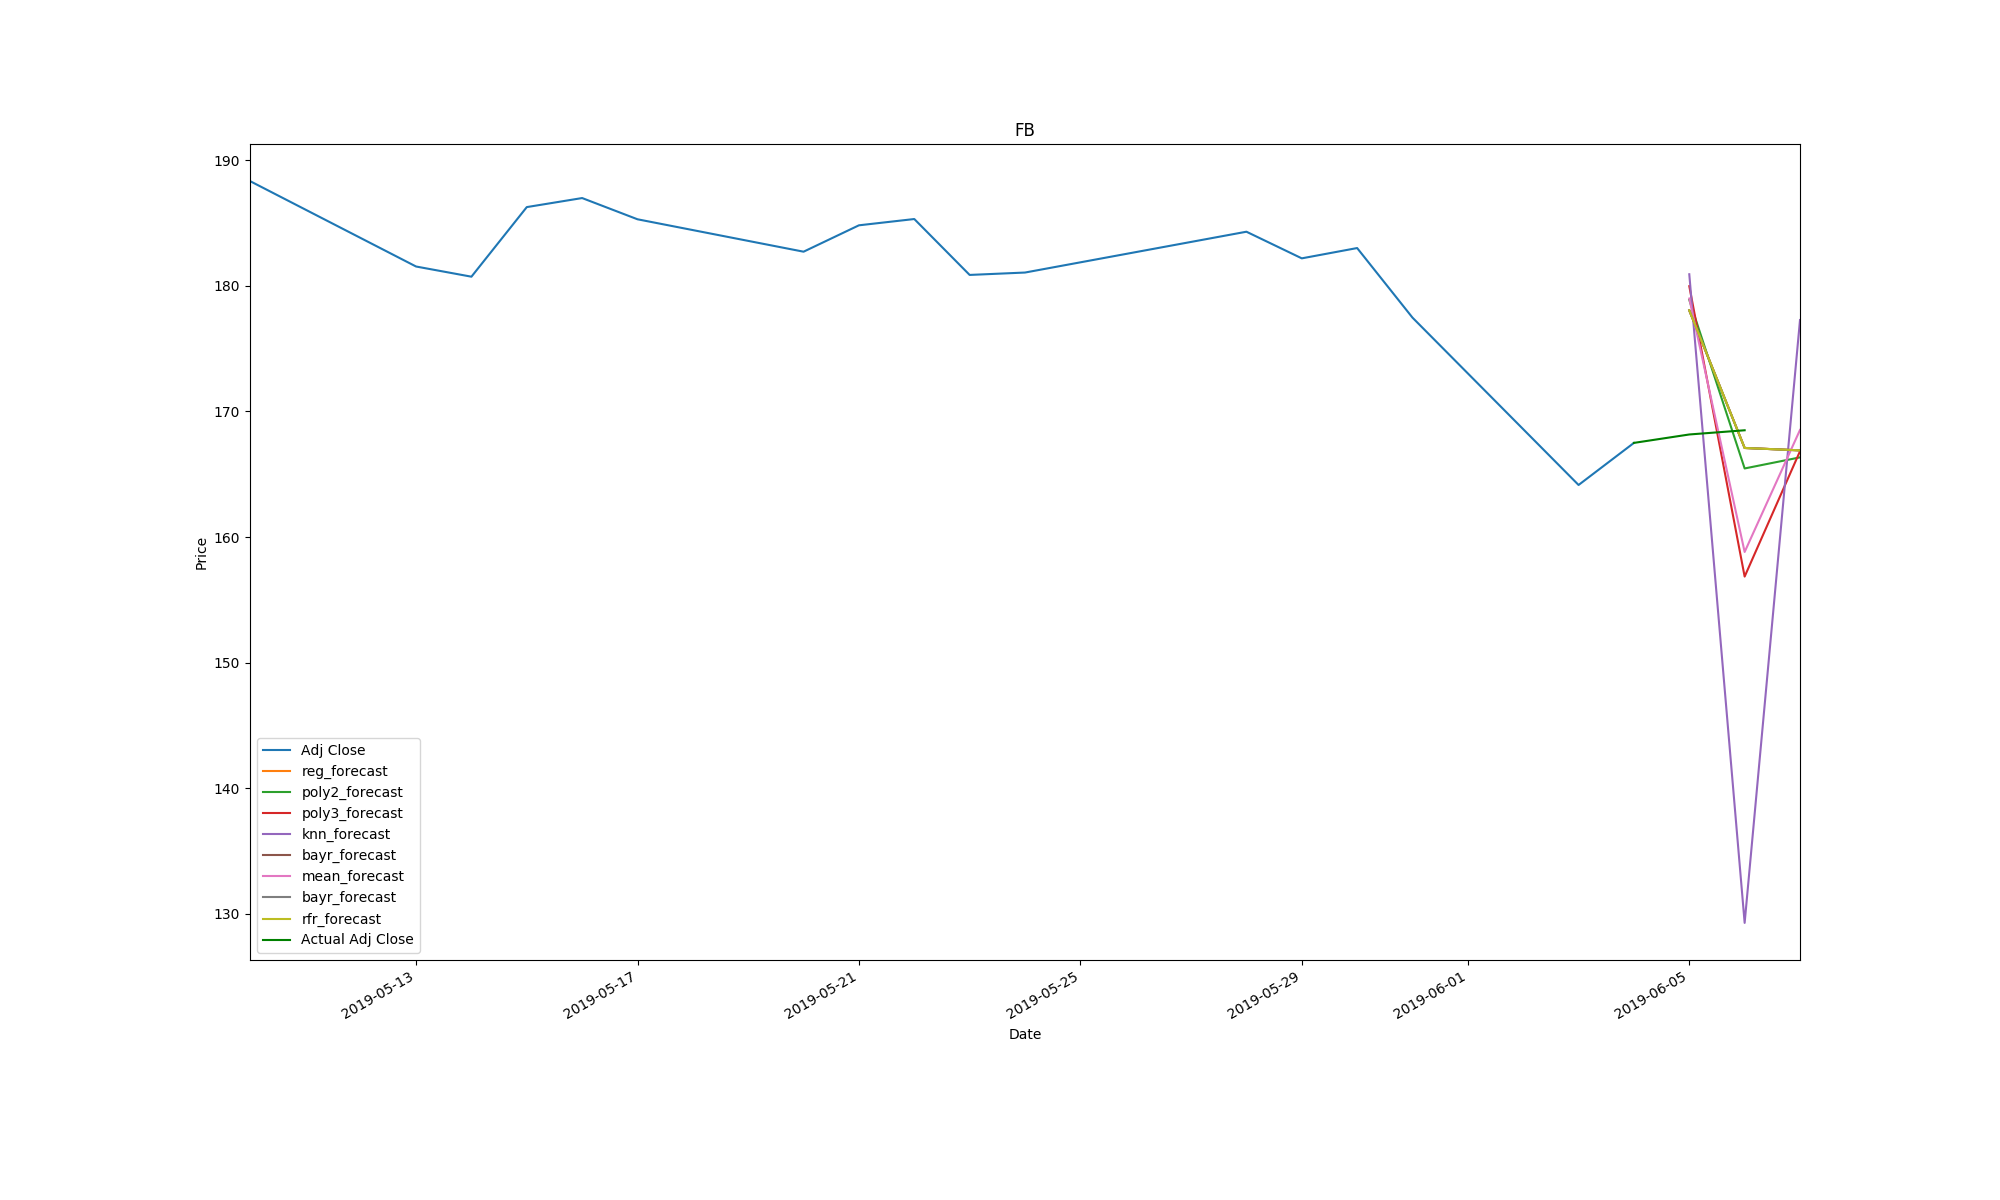 FB
190
180
170
160
150
140
130
Price
Adj Close
reg_forecast
poly2_forecast
poly3_forecast
knn_forecast
bayr_forecast
mean_forecast
bayr_forecast
rfr_forecast
Actual Adj Close
2019-05-13
2019-05-17
2019-05-21
2019-05-25
2019-05-29
2019-06-01
2019-06-05
Date